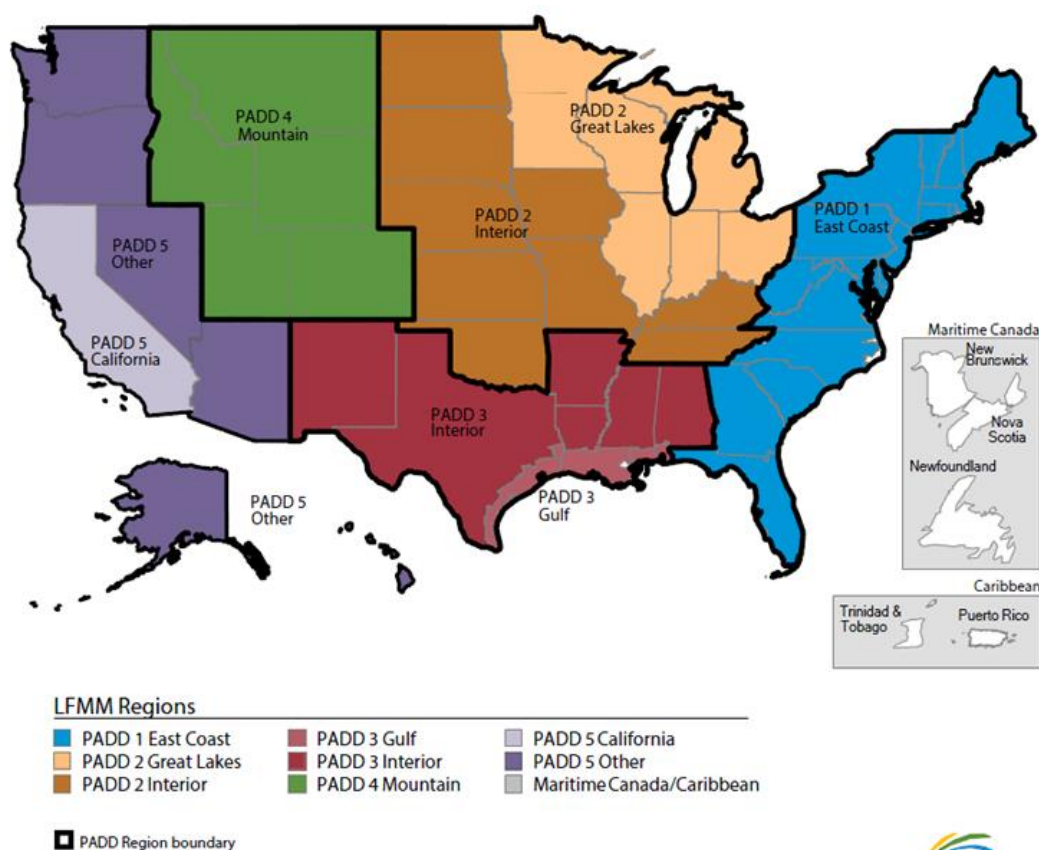 PADD 4
Mountain
PADD 2
Great Lakes
PADD 1
East Coast
PADD 2
Interior
PADD 5
Other
PADD 5
California
PADD 3
Interior
PADD 5
Other
PADD 3
Gulf
Maritime Canada
New
Brunswick
Nova
Scotia
Newfoundland
Caribbean
Trinidad &
Tobago
Puerto Rico
LFMM Regions
PADD 1 East Coast
PADD 2 Great Lakes
PADD 2 Interior
PADD 3 Gulf
PADD 3 Interior
PADD 4 Mountain
PADD 5 California
PADD 5 Other
Maritime Canada/Caribbean
PADD Region boundary